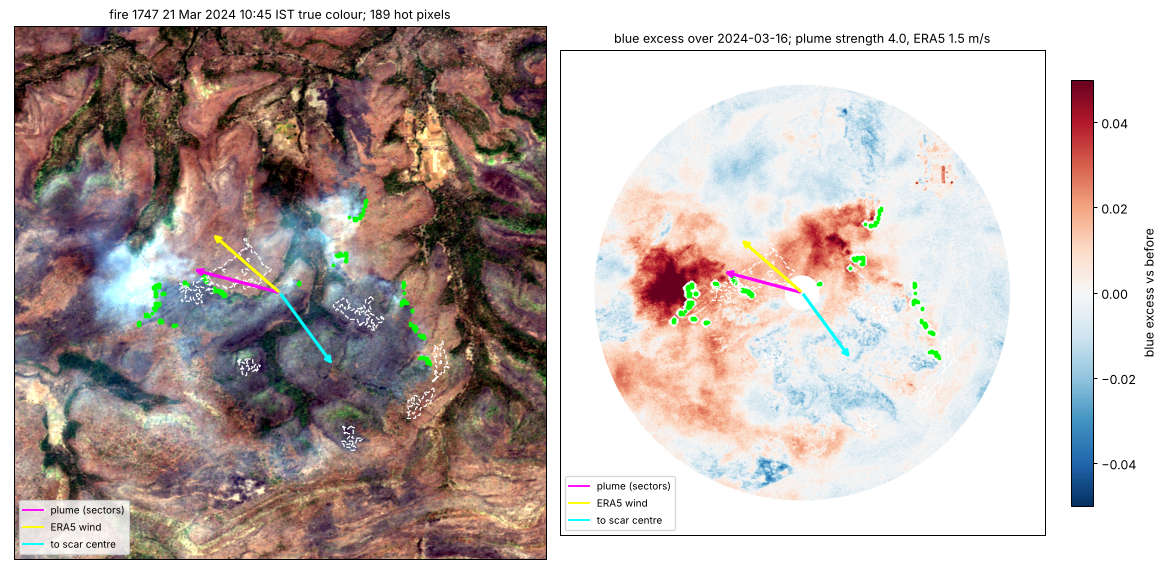 fire 1747 21 Mar 2024 10:45 IST true colour; 189 hot pixels
plume (sectors)
ERA5 wind
to scar centre
blue excess over 2024-03-16; plume strength 4.0, ERA5 1.5 m/s
plume (sectors)
ERA5 wind
to scar centre
0.04
0.02
0.00
−0.02
−0.04
blue excess vs before